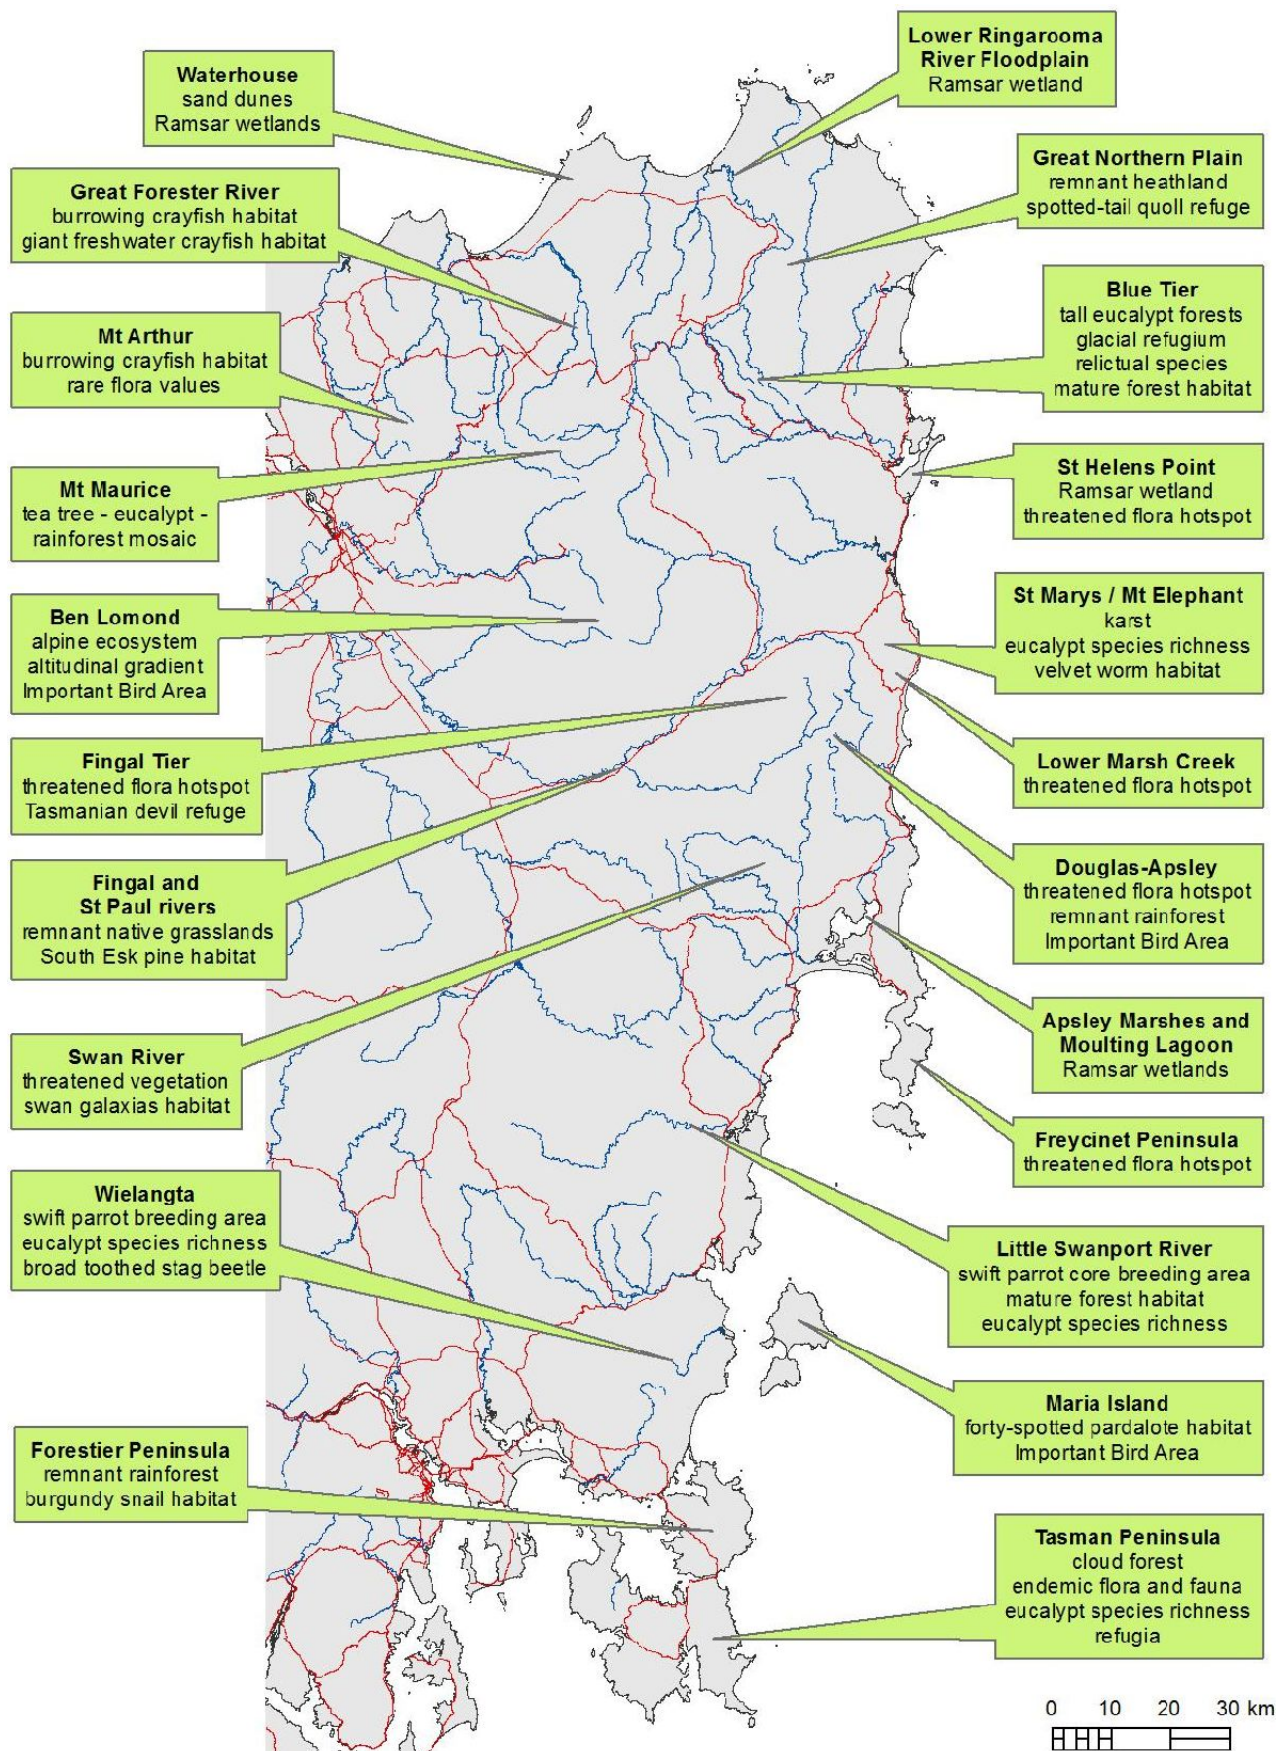 Waterhouse
sand dunes
Ramsar wetlands
Lower Ringarooma
River Floodplain
Ramsar wetland
Great Forester River
burrowing crayfish habitat
giant freshwater crayfish habitat
Great Northern Plain
remnant heathland
spotted-tail quoll refuge
Mt Arthur
burrowing crayfish habitat
rare flora values
Blue Tier
tall eucalypt forests
glacial refugium
relictual species
mature forest habitat
Mt Maurice
tea tree - eucalypt -
rainforest mosaic
St Helens Point
Ramsar wetland
threatened flora hotspot
Ben Lomond
alpine ecosystem
altitudinal gradient
Important Bird Area
St Marys / Mt Elephant
karst
eucalypt species richness
velvet worm habitat
Fingal Tier
threatened flora hotspot
Tasmanian devil refuge
Lower Marsh Creek
threatened flora hotspot
Fingal and
St Paul rivers
remnant native grasslands
South Esk pine habitat
Douglas-Apsley
threatened flora hotspot
remnant rainforest
Important Bird Area
Swan River
threatened vegetation
swan galaxias habitat
Apsley Marshes and
Moulting Lagoon
Ramsar wetlands
Freycinet Peninsula
threatened flora hotspot
Wielangta
swift parrot breeding area
eucalypt species richness
broad toothed stag beetle
Little Swanport River
swift parrot core breeding area
mature forest habitat
eucalypt species richness
Maria Island
forty-spotted pardalote habitat
Important Bird Area
Forestier Peninsula
remnant rainforest
burgundy snail habitat
Tasman Peninsula
cloud forest
endemic flora and fauna
eucalypt species richness
refugia
0 10 20 30 km